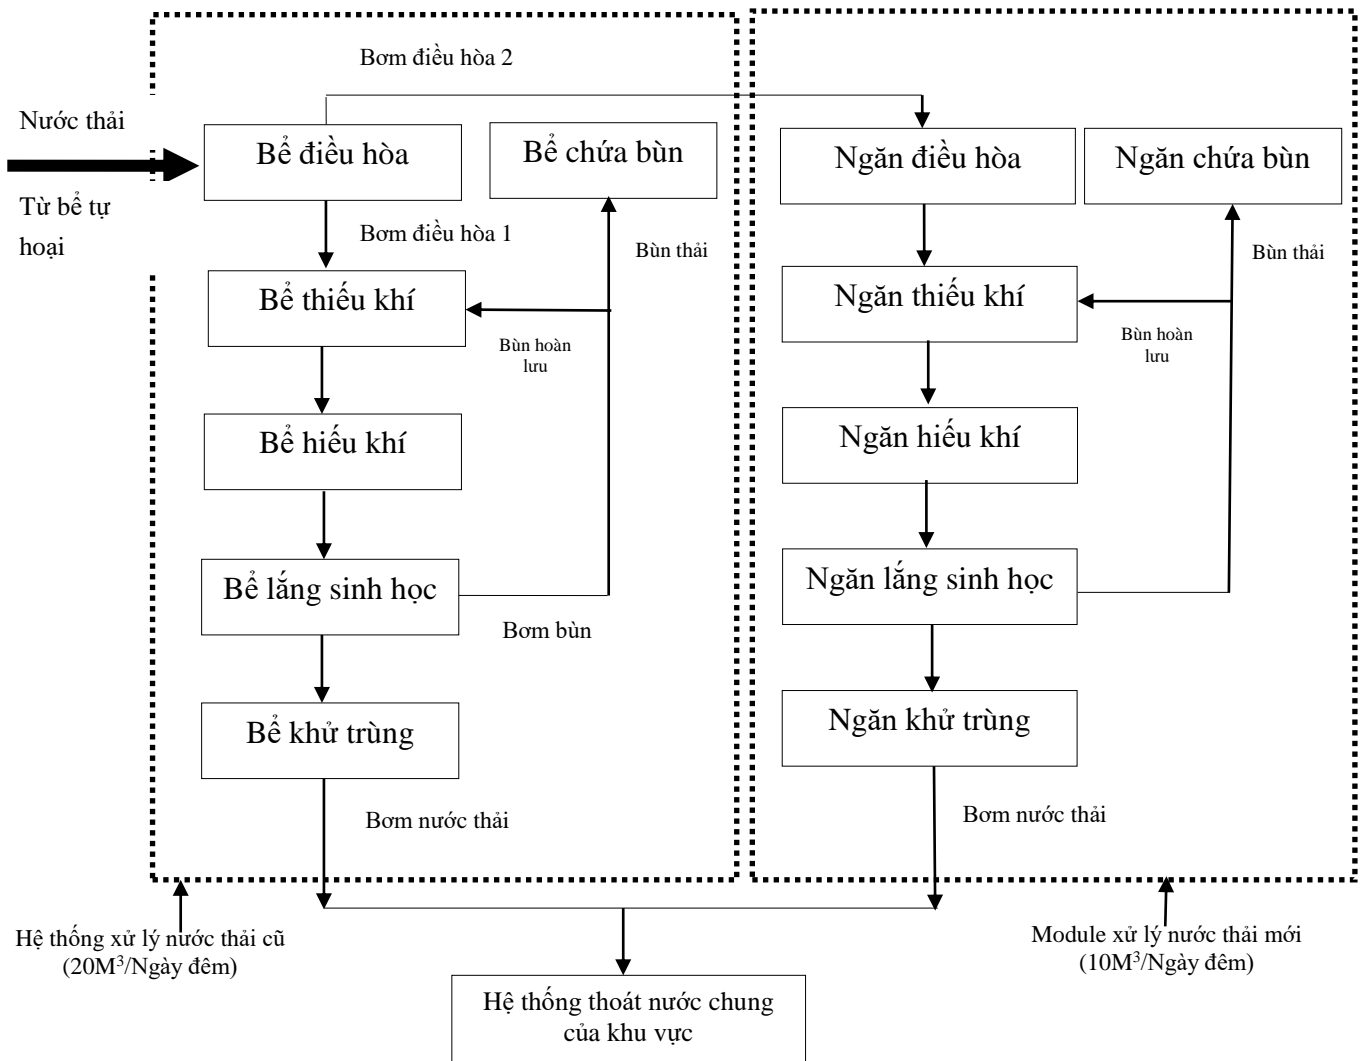 Bơm điều hòa 2
Nước thải
Từ bể tự
hoại
Bể điều hòa
Bể chứa bùn
Ngăn điều hòa
Ngăn chứa bùn
Bơm điều hòa 1
Bùn thải
Bùn thải
Bể thiếu khí
Ngăn thiếu khí
Bùn hoàn
lưu
Bùn hoàn
lưu
Bể hiếu khí
Ngăn hiếu khí
Bể lắng sinh học
Ngăn lắng sinh học
Bơm bùn
Bể khử trùng
Ngăn khử trùng
Bơm nước thải
Bơm nước thải
Hệ thống xử lý nước thải cũ
(20M³/Ngày đêm)
Module xử lý nước thải mới
(10M³/Ngày đêm)
Hệ thống thoát nước chung
của khu vực